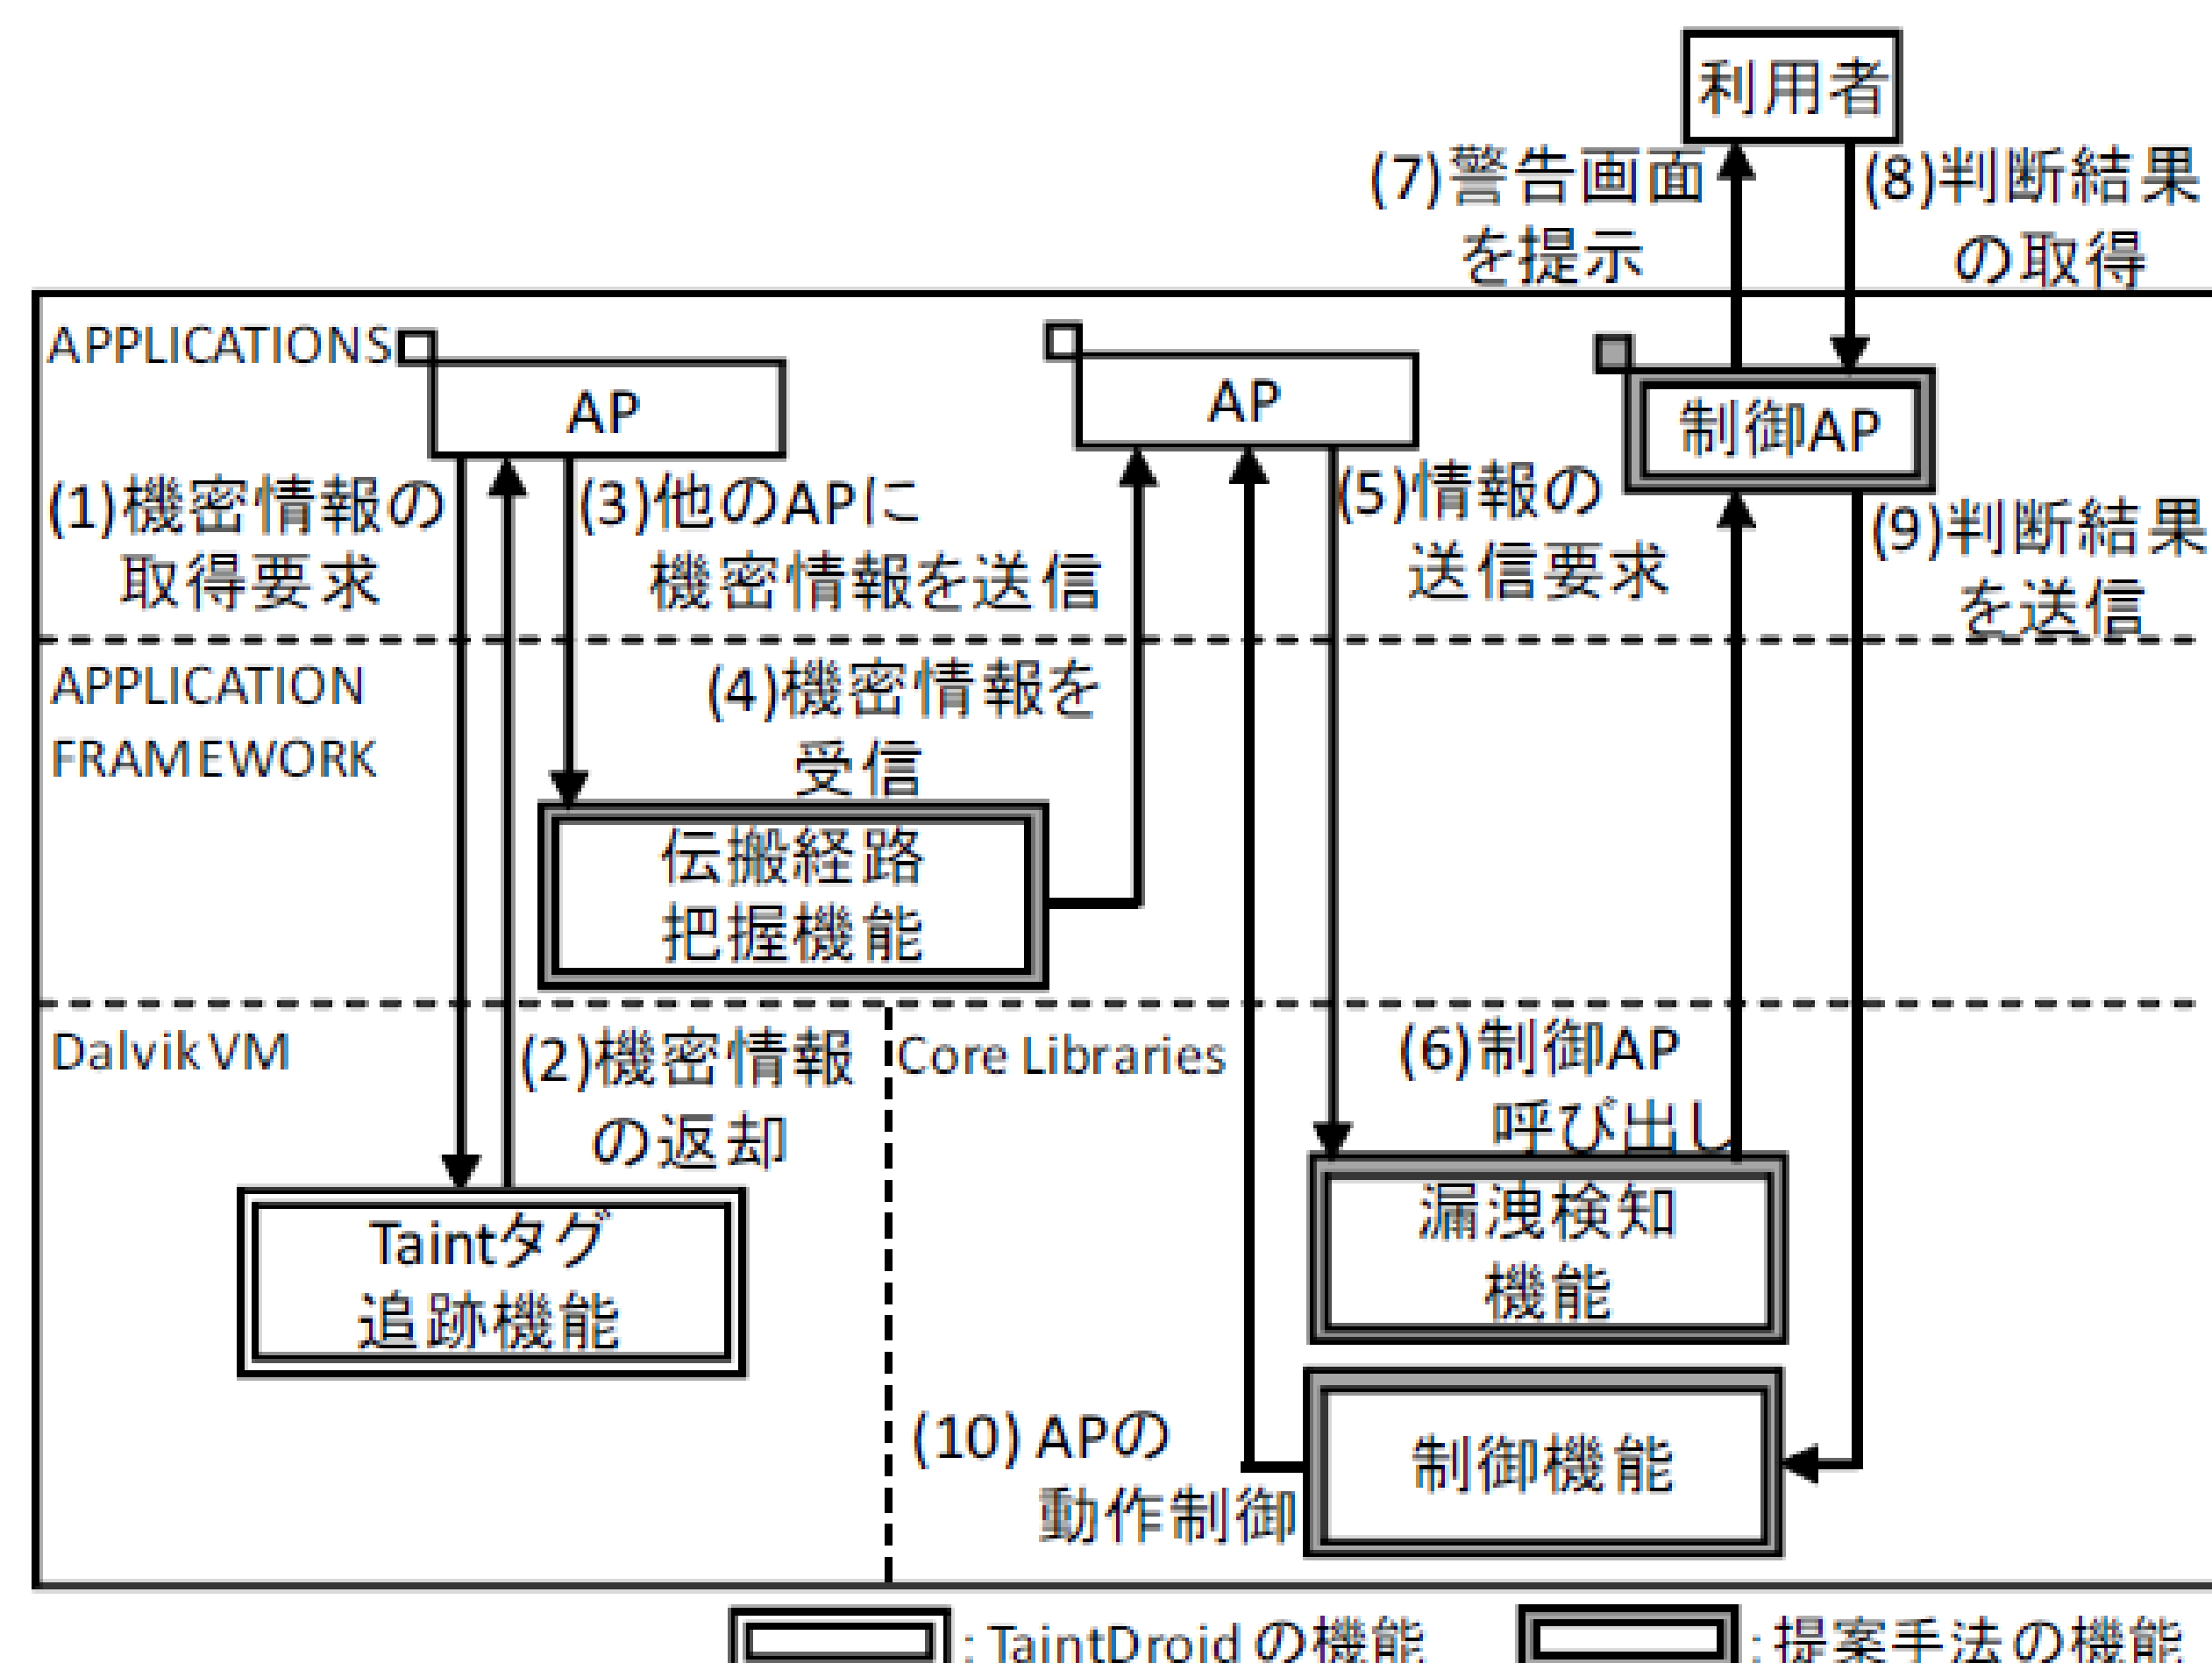 利用者
(7)警告画面
を提示
(8)判断結果
の取得
APPLICATIONS
AP
AP
制御AP
(1)機密情報の
取得要求
(3)他のAPに
機密情報を送信
(5)情報の
送信要求
(9)判断結果
を送信
APPLICATION
FRAMEWORK
(4)機密情報を
受信
伝搬経路
把握機能
Dalvik VM
(2)機密情報
の返却
Core Libraries
(6)制御AP
呼び出し
Taintタグ
追跡機能
漏洩検知
機能
(10) APの
動作制御
制御機能
: TaintDroidの機能
: 提案手法の機能